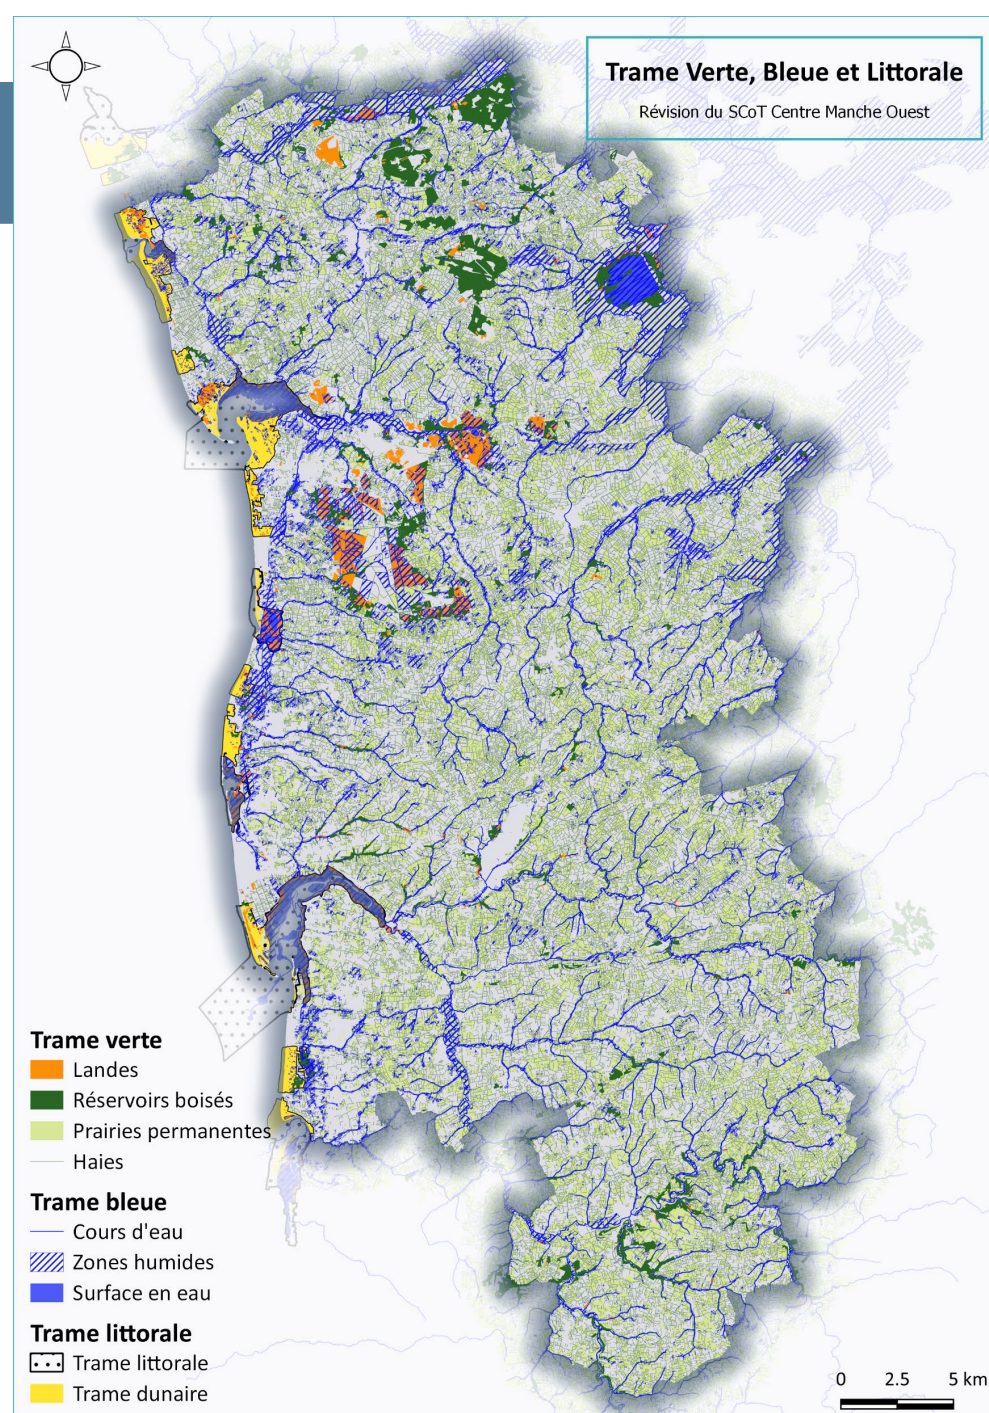 Trame Verte, Bleue et Littorale
Révision du SCoT Centre Manche Ouest
Trame verte
Landes
Réservoirs boisés
Prairies permanentes
Haies
Trame bleue
Cours d'eau
Zones humides
Surface en eau
Trame littorale
Trame littorale
Trame dunaire
0 2.5 5 km